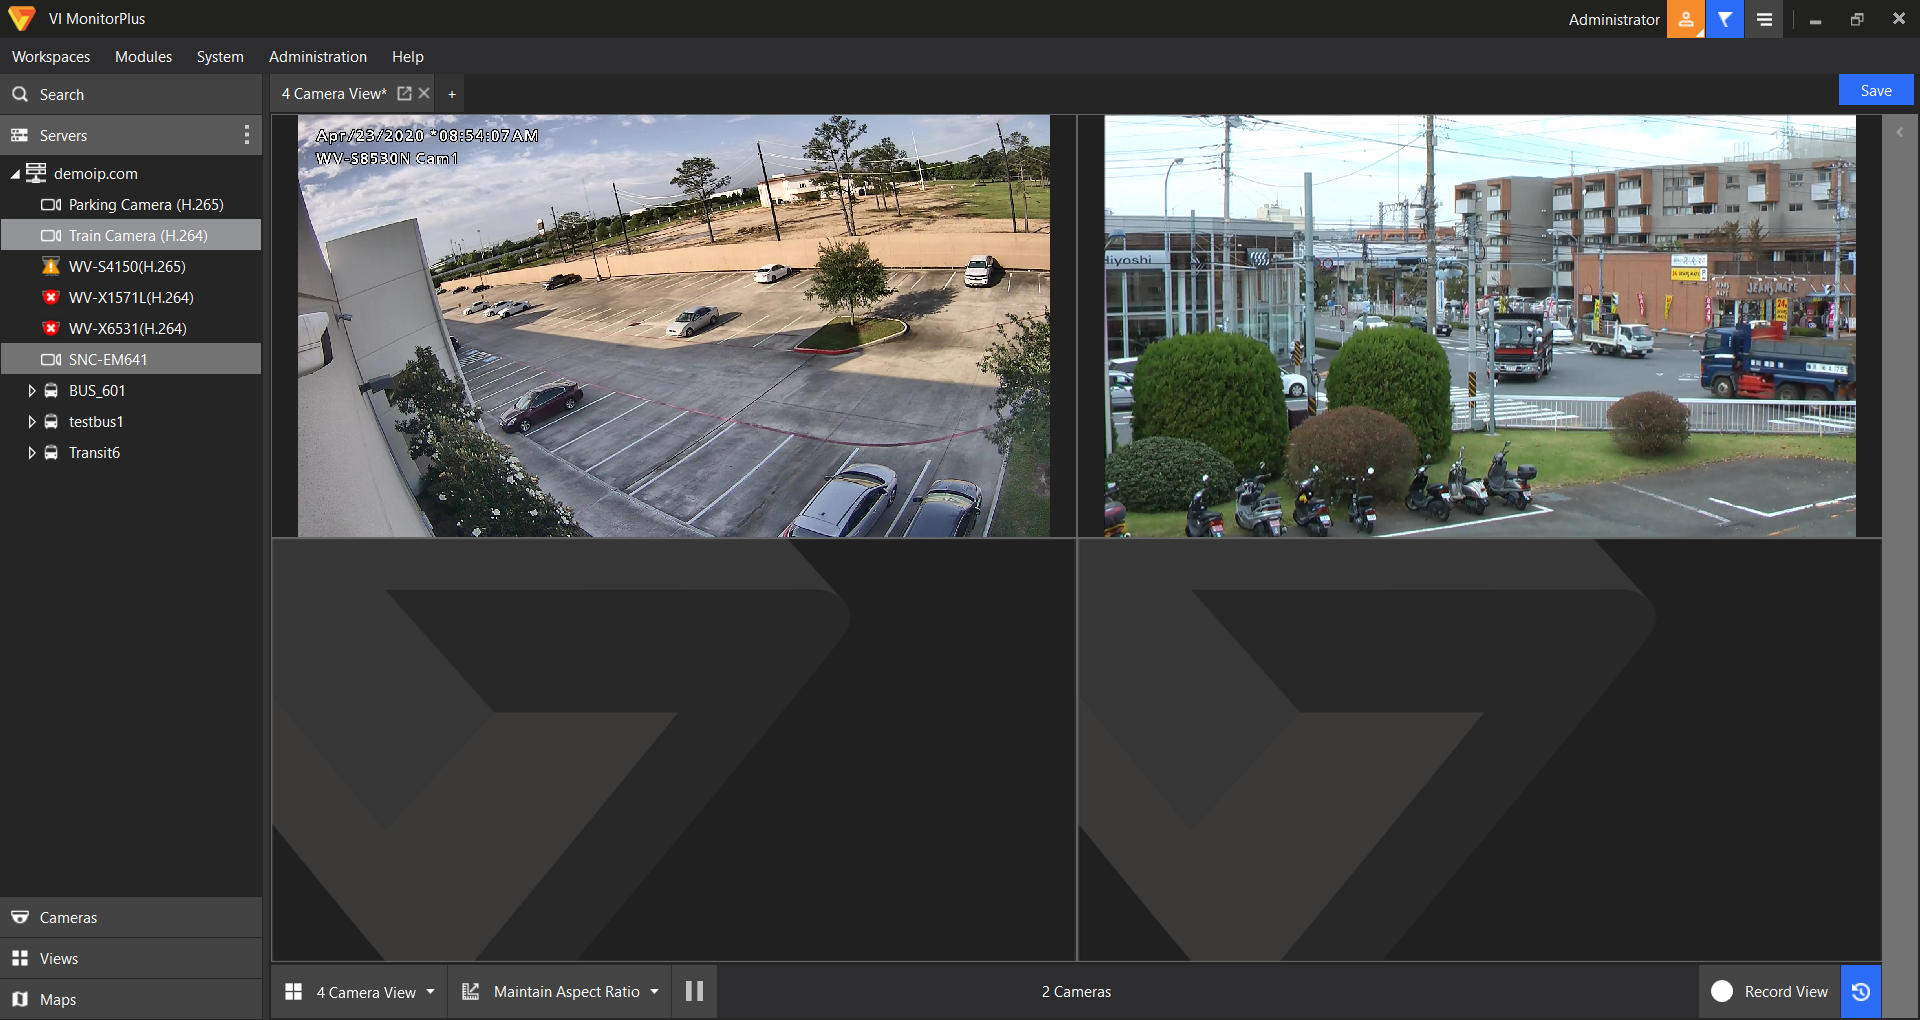 VI MonitorPlus
Administrator
Workspaces Modules System Administration Help
Search
4 Camera View* +
Save
Servers
demoip.com
Parking Camera (H.265)
Train Camera (H.264)
WV-S4150(H.265)
WV-X1571L(H.264)
WV-X6531(H.264)
SNC-EM641
BUS_601
testbus1
Transit6
Apr/23/2020 *08:54:07AM
WV-S8530N Cam1
Hiyoshi
JEANS MATE
Cameras
Views
Maps
4 Camera View
Maintain Aspect Ratio
2 Cameras
Record View